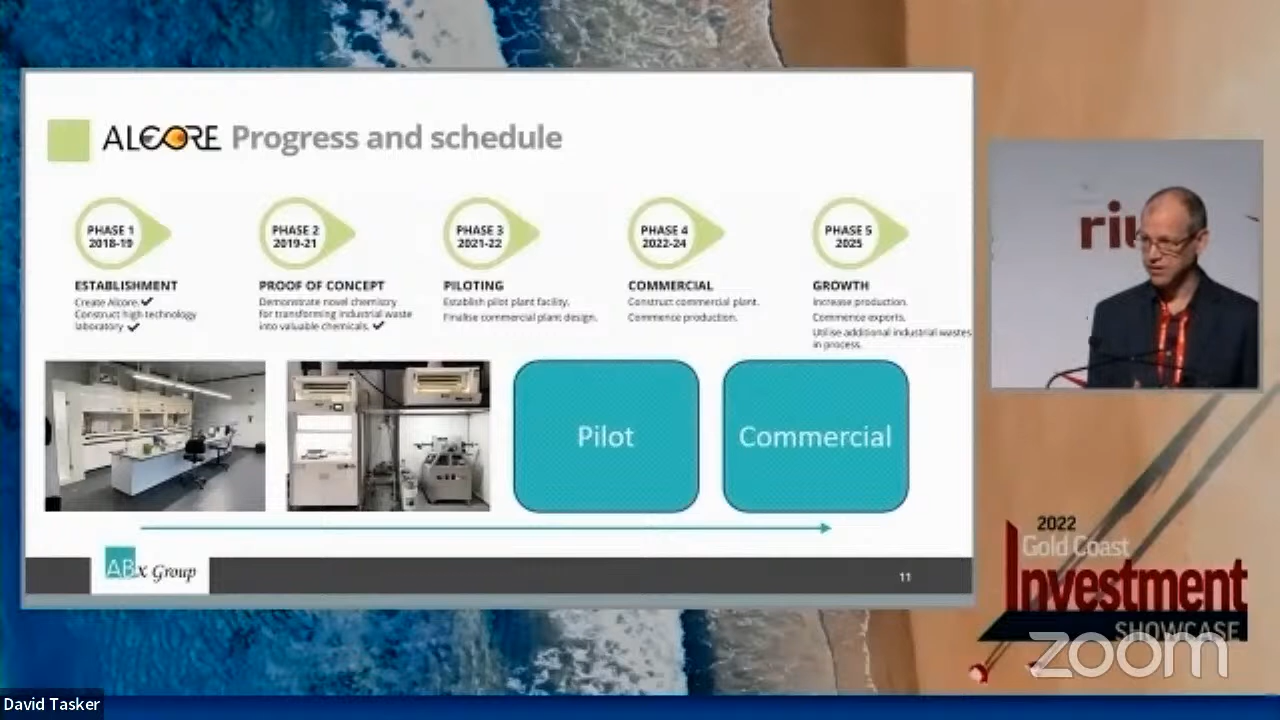 ALCORE Progress and schedule
PHASE 1
2018-19
ESTABLISHMENT
Create Alcore. ✔
Construct high technology
laboratory ✔
PHASE 2
2019-21
PROOF OF CONCEPT
Demonstrate novel chemistry
for transforming industrial waste
into valuable chemicals. ✔
PHASE 3
2021-22
PILOTING
Establish pilot plant facility.
Finalise commercial plant design.
PHASE 4
2022-24
COMMERCIAL
Construct commercial plant.
Commence production.
PHASE 5
2025
GROWTH
Increase production.
Commence exports.
Utilise additional industrial wastes
in process.
Pilot
Commercial
ABx Group
11
riu
2022
Gold Coast
Investment
SHOWCASE
zoom
David Tasker